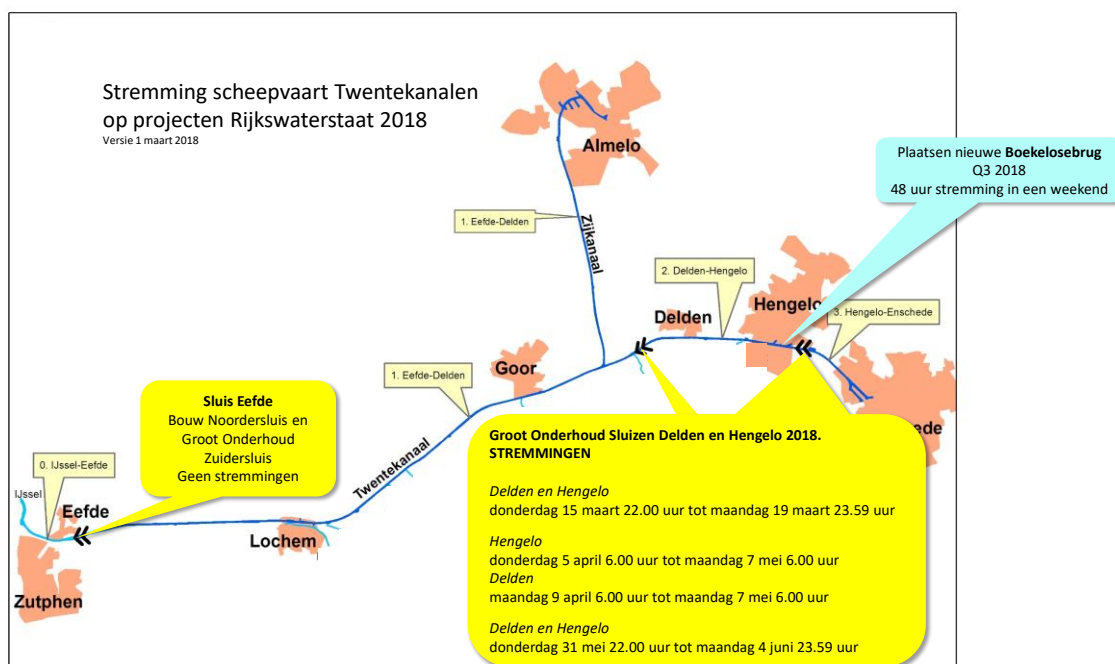 Stremming scheepvaart Twentekanalen
op projecten Rijkswaterstaat 2018
Versie 1 maart 2018
Almelo
Plaatsen nieuwe Boekelosebrug
Q3 2018
48 uur stremming in een weekend
1. Eefde-Delden
Zijkanaal
2. Delden-Hengelo
Hengelo
3. Hengelo-Enschede
Delden
Goor
1. Eefde-Delden
Sluis Eefde
Bouw Noordersluis en
Groot Onderhoud
Zuidersluis
Geen stremmingen
Groot Onderhoud Sluizen Delden en Hengelo 2018.
STREMMINGEN
Delden en Hengelo
donderdag 15 maart 22.00 uur tot maandag 19 maart 23.59 uur
Hengelo
donderdag 5 april 6.00 uur tot maandag 7 mei 6.00 uur
Delden
maandag 9 april 6.00 uur tot maandag 7 mei 6.00 uur
Delden en Hengelo
donderdag 31 mei 22.00 uur tot maandag 4 juni 23.59 uur
ede
0. IJssel-Eefde
IJssel
Eefde
Twentekanaal
Lochem
Zutphen